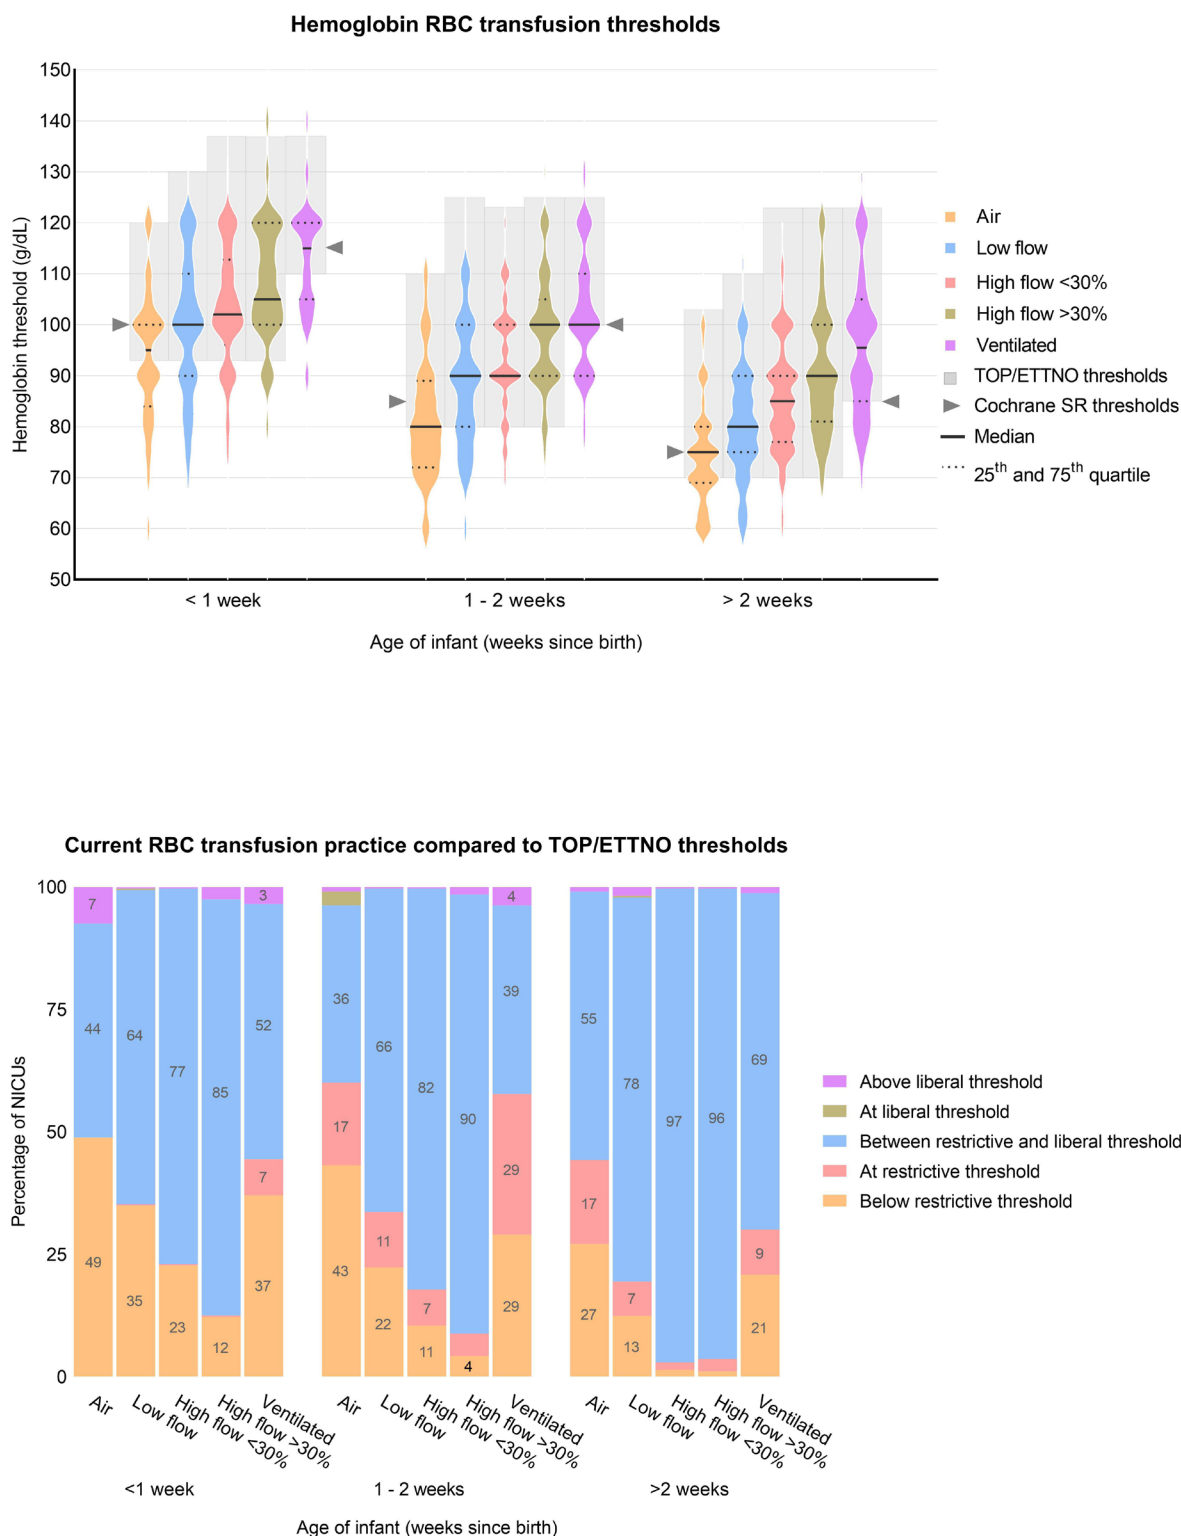 Hemoglobin RBC transfusion thresholds
Hemoglobin threshold (g/dL)
150
140
130
120
110
100
90
80
70
60
50
< 1 week
1 - 2 weeks
> 2 weeks
Age of infant (weeks since birth)
Air
Low flow
High flow <30%
High flow >30%
Ventilated
TOP/ETTNO thresholds
Cochrane SR thresholds
Median
25th and 75th quartile
Current RBC transfusion practice compared to TOP/ETTNO thresholds
Percentage of NICUs
100
75
50
25
0
7
44
49
64
35
77
23
85
12
3
52
7
37
36
17
43
66
11
22
82
7
11
90
4
4
39
29
29
55
17
27
78
7
13
97
96
69
9
21
Air
Low flow
High flow <30%
High flow >30%
Ventilated
Air
Low flow
High flow <30%
High flow >30%
Ventilated
Air
Low flow
High flow <30%
High flow >30%
Ventilated
<1 week
1 - 2 weeks
>2 weeks
Age of infant (weeks since birth)
Above liberal threshold
At liberal threshold
Between restrictive and liberal threshold
At restrictive threshold
Below restrictive threshold